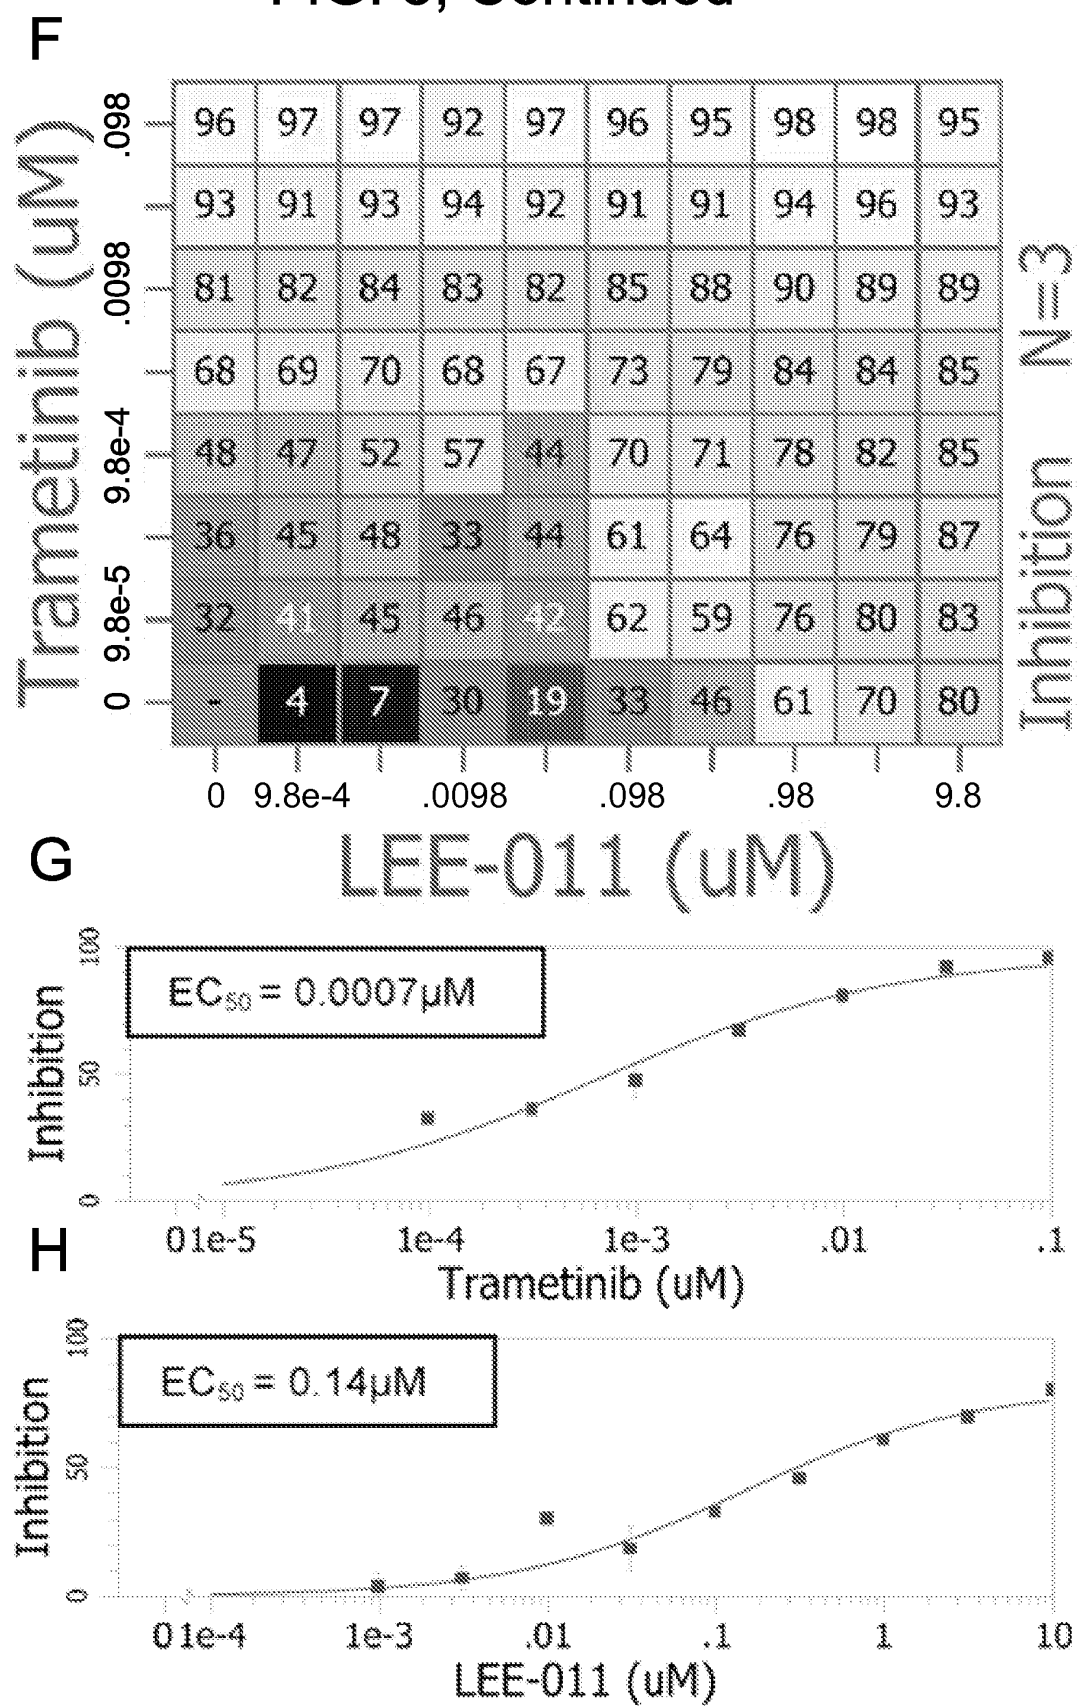 F
Trametinib (uM)
.098 96 97 97 92 97 96 95 98 98 95
93 91 93 94 92 91 91 94 96 93
.0098 81 82 84 83 82 85 88 90 89 89
68 69 70 68 67 73 79 84 84 85
9.8e-4 48 47 52 57 44 70 71 78 82 85
36 45 48 33 44 61 64 76 79 87
9.8e-5 32 41 45 46 42 62 59 76 80 83
0 - 4 7 30 19 33 46 61 70 80
Inhibition N=3
0 9.8e-4 .0098 .098 .98 9.8
LEE-011 (uM)
G
EC50 = 0.0007µM
Inhibition
100
50
0
0 1e-5 1e-4 1e-3 .01 .1
Trametinib (uM)
H
EC50 = 0.14µM
Inhibition
100
50
0
0 1e-4 1e-3 .01 .1 1 10
LEE-011 (uM)